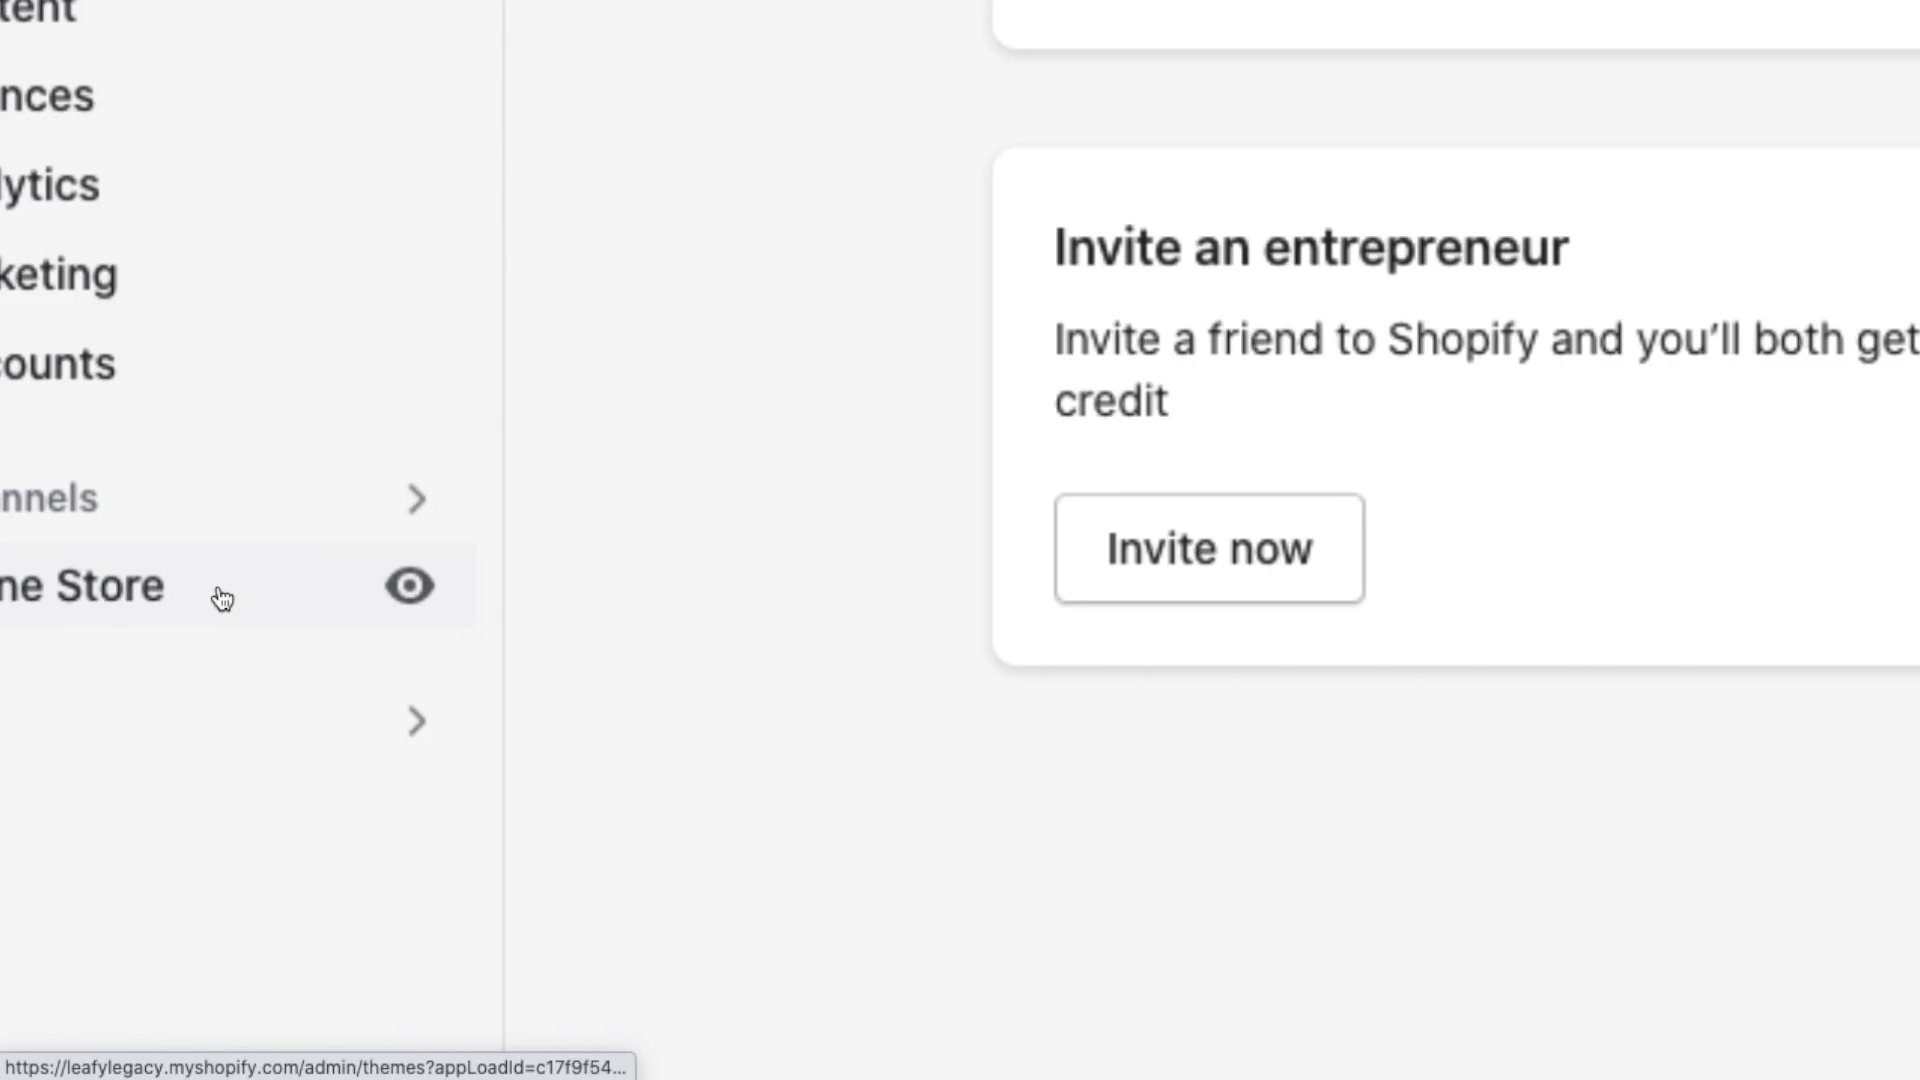 tent
nces
lytics
keting
counts
nnels
ne Store
Invite an entrepreneur
Invite a friend to Shopify and you’ll both get
credit
Invite now
https://leafylegacy.myshopify.com/admin/themes?appLoadId=c17f9f54...